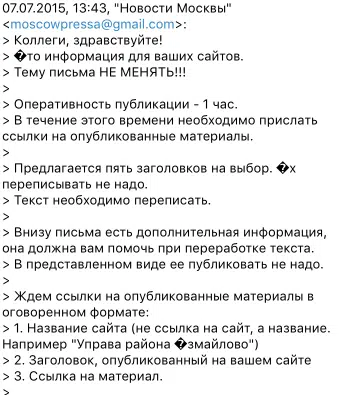 07.07.2015, 13:43, "Новости Москвы"
<moscowpressa@gmail.com>:
> Коллеги, здравствуйте!
> �то информация для ваших сайтов.
> Тему письма НЕ МЕНЯТЬ!!!
>
> Оперативность публикации - 1 час.
> В течение этого времени необходимо прислать
ссылки на опубликованные материалы.
>
> Предлагается пять заголовков на выбор. �х
переписывать не надо.
> Текст необходимо переписать.
>
> Внизу письма есть дополнительная информация,
она должна вам помочь при переработке текста.
> В представленном виде ее публиковать не надо.
>
> Ждем ссылки на опубликованные материалы в
оговоренном формате:
> 1. Название сайта (не ссылка на сайт, а название.
Например "Управа района �змайлово")
> 2. Заголовок, опубликованный на вашем сайте
> 3. Ссылка на материал.
>